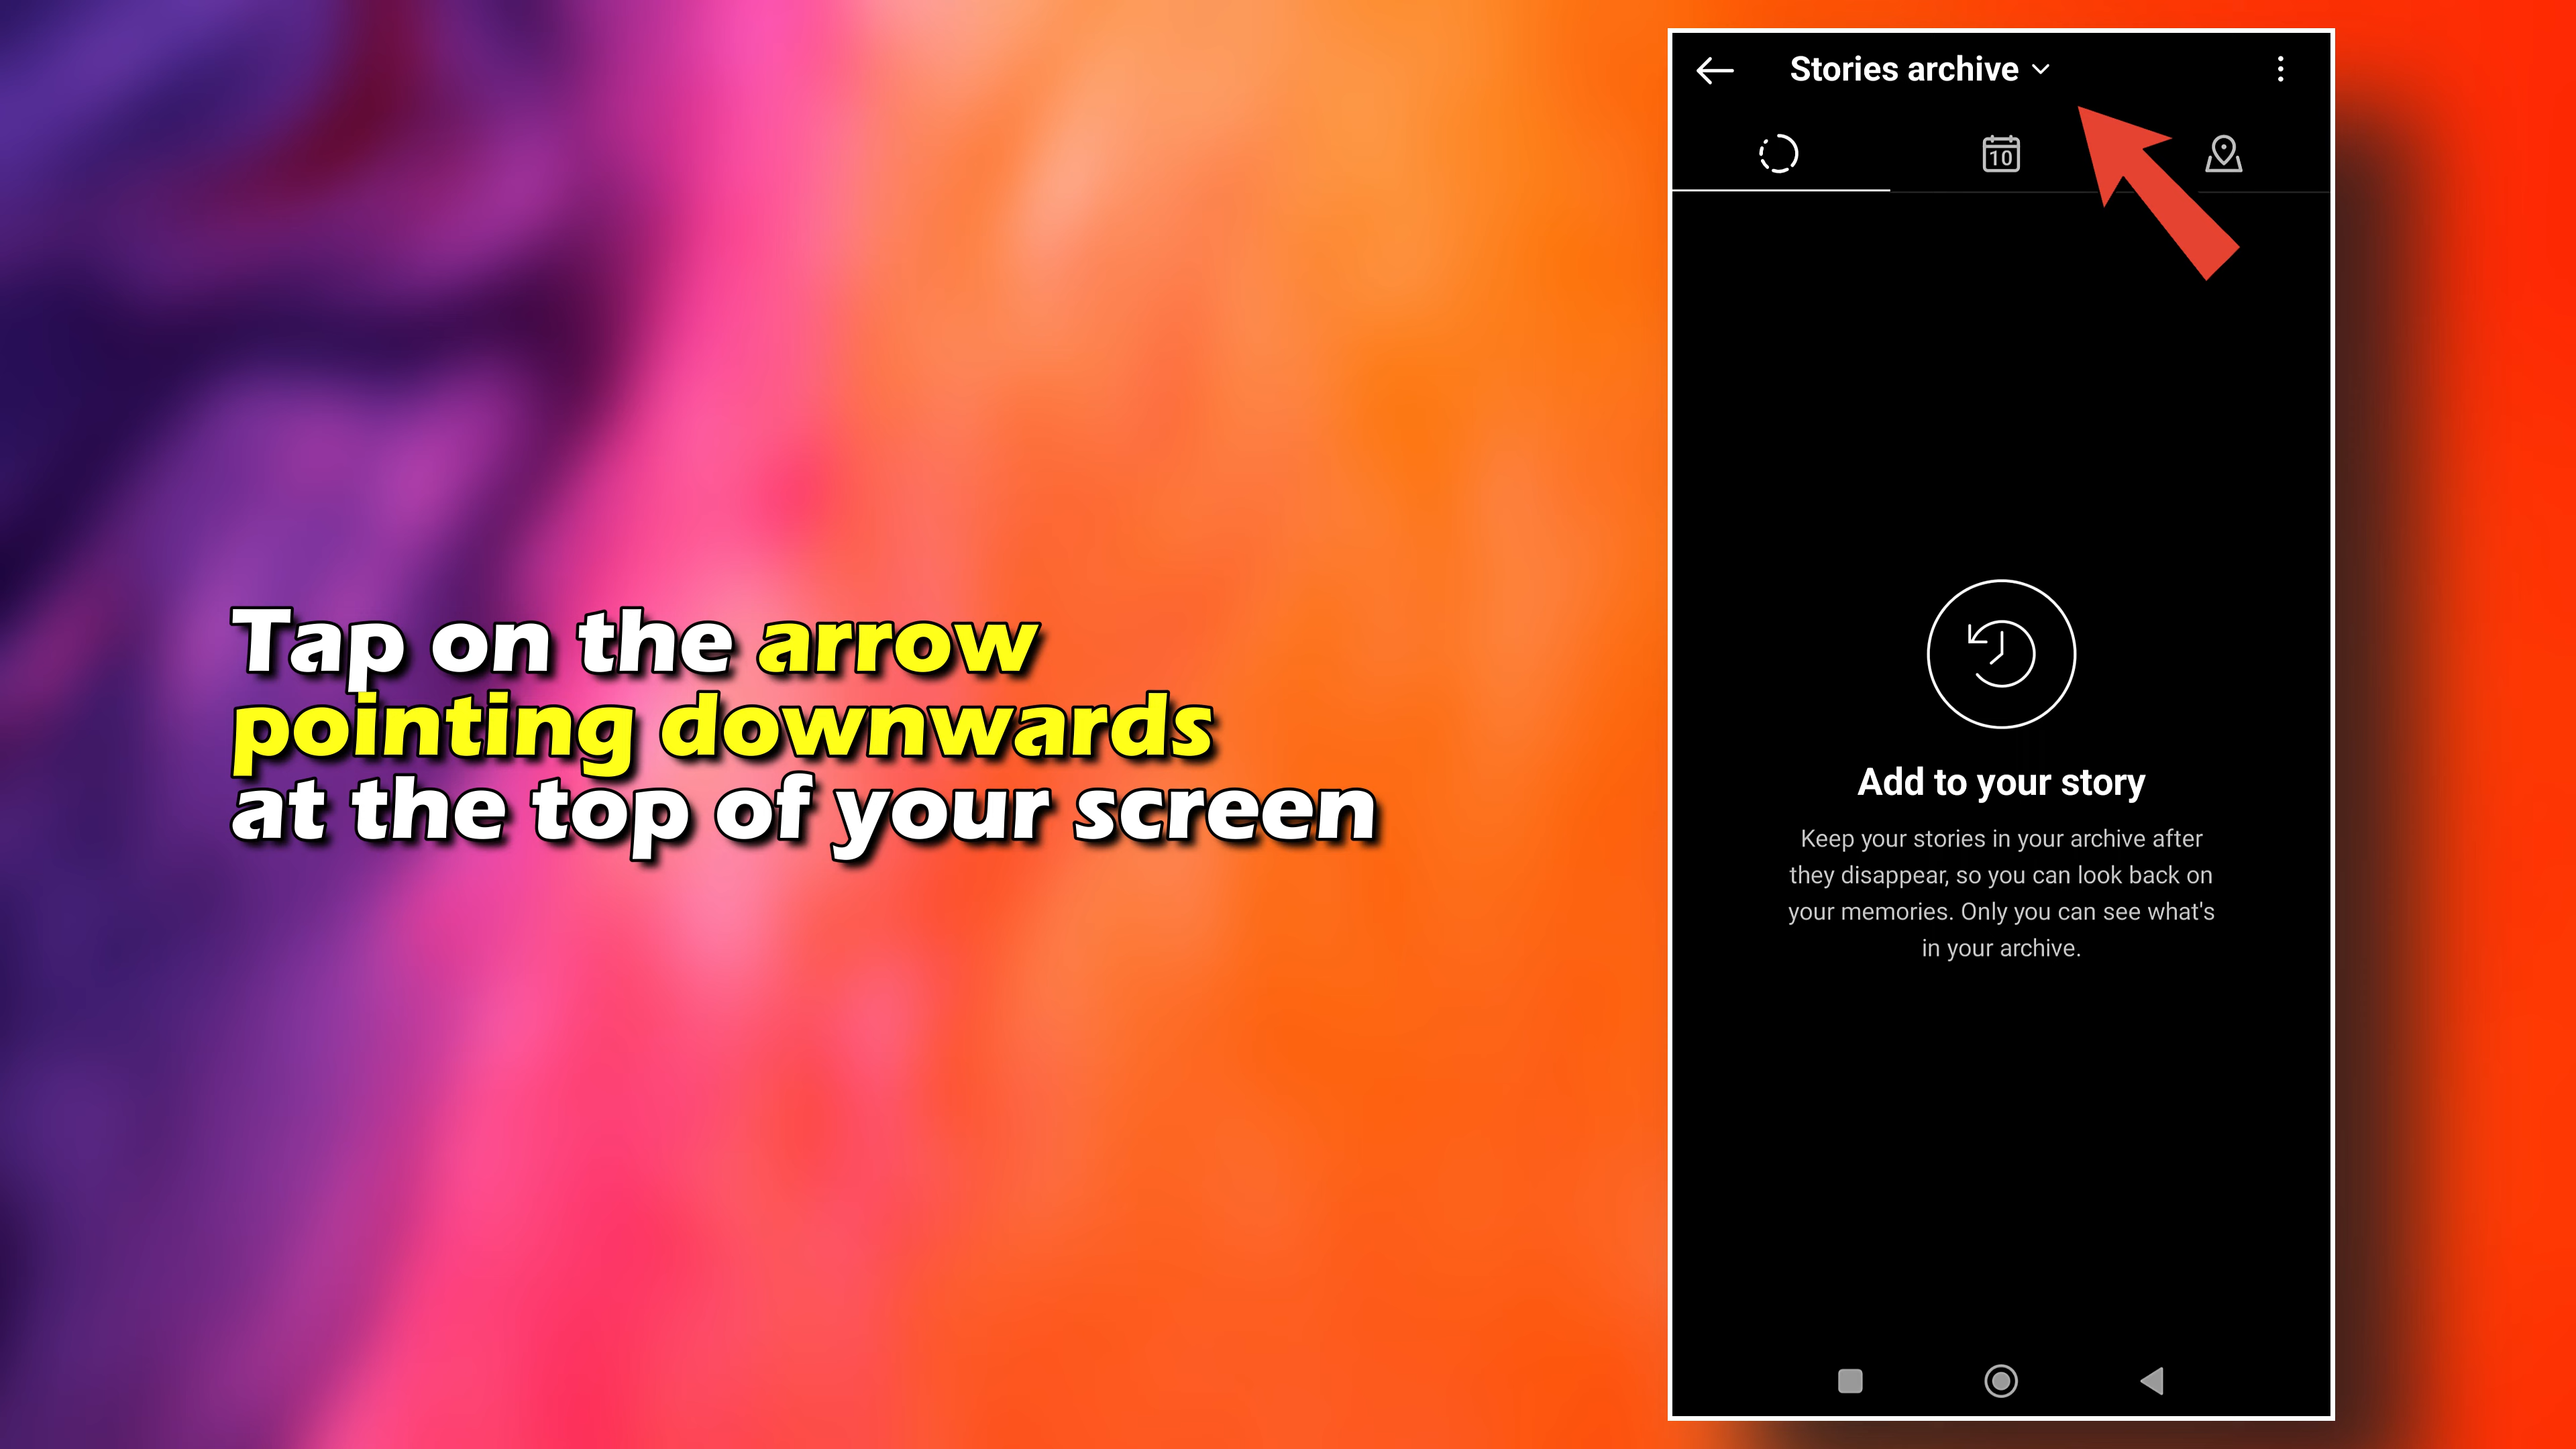 Tap on the arrow
pointing downwards
at the top of your screen
Stories archive
10
Add to your story
Keep your stories in your archive after
they disappear, so you can look back on
your memories. Only you can see what's
in your archive.